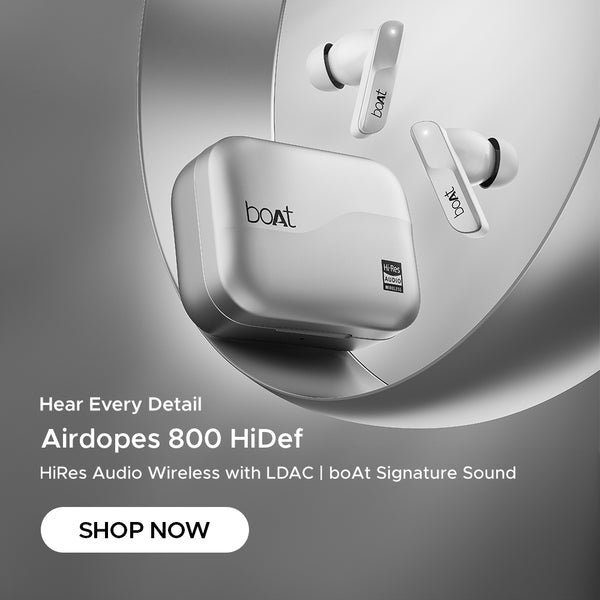 boAt
boAt
boAt
Hi-Res
AUDIO
WIRELESS
Hear Every Detail
Airdopes 800 HiDef
HiRes Audio Wireless with LDAC | boAt Signature Sound
SHOP NOW